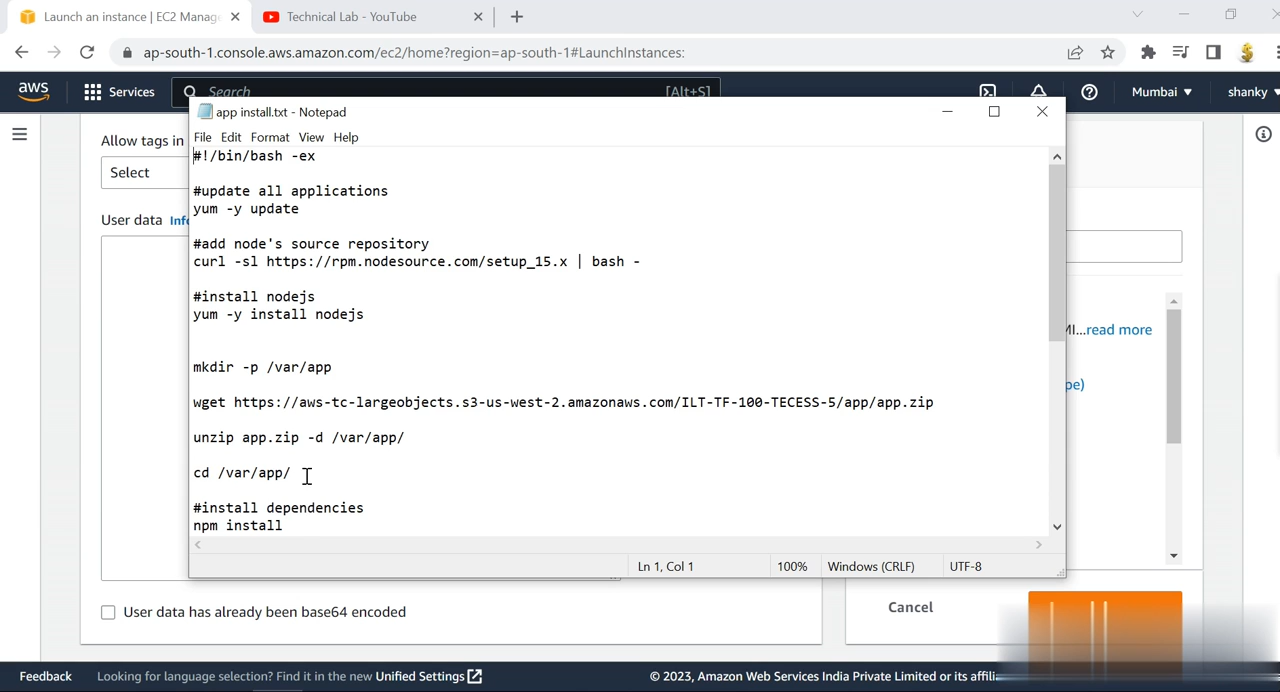 Launch an instance | EC2 Manage
Technical Lab - YouTube
ap-south-1.console.aws.amazon.com/ec2/home?region=ap-south-1#LaunchInstances:
aws
Services
Search
[Alt+S]
Mumbai
shanky
app install.txt - Notepad
File Edit Format View Help
Allow tags in
Select
User data Info
#!/bin/bash -ex
#update all applications
yum -y update
#add node's source repository
curl -sl https://rpm.nodesource.com/setup_15.x | bash -
#install nodejs
yum -y install nodejs
mkdir -p /var/app
wget https://aws-tc-largeobjects.s3-us-west-2.amazonaws.com/ILT-TF-100-TECESS-5/app/app.zip
unzip app.zip -d /var/app/
cd /var/app/
#install dependencies
npm install
Ln 1, Col 1
100%
Windows (CRLF)
UTF-8
...read more
pe)
User data has already been base64 encoded
Cancel
Feedback
Looking for language selection? Find it in the new Unified Settings
© 2023, Amazon Web Services India Private Limited or its affili